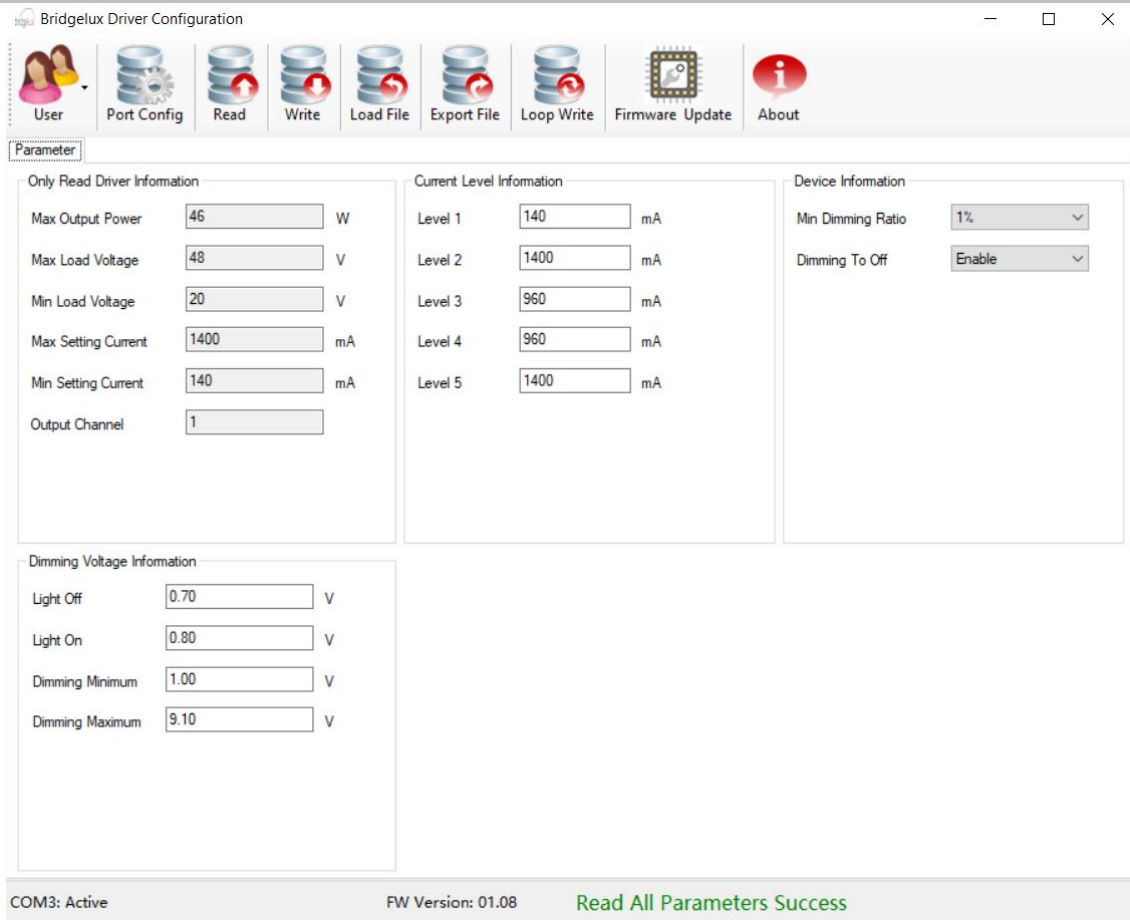 Bridgelux Driver Configuration
User
Port Config
Read
Write
Load File
Export File
Loop Write
Firmware Update
About
Parameter
Only Read Driver Information
Max Output Power 46 W
Max Load Voltage 48 V
Min Load Voltage 20 V
Max Setting Current 1400 mA
Min Setting Current 140 mA
Output Channel 1
Current Level Information
Level 1 140 mA
Level 2 1400 mA
Level 3 960 mA
Level 4 960 mA
Level 5 1400 mA
Device Information
Min Dimming Ratio 1%
Dimming To Off Enable
Dimming Voltage Information
Light Off 0.70 V
Light On 0.80 V
Dimming Minimum 1.00 V
Dimming Maximum 9.10 V
COM3: Active
FW Version: 01.08
Read All Parameters Success